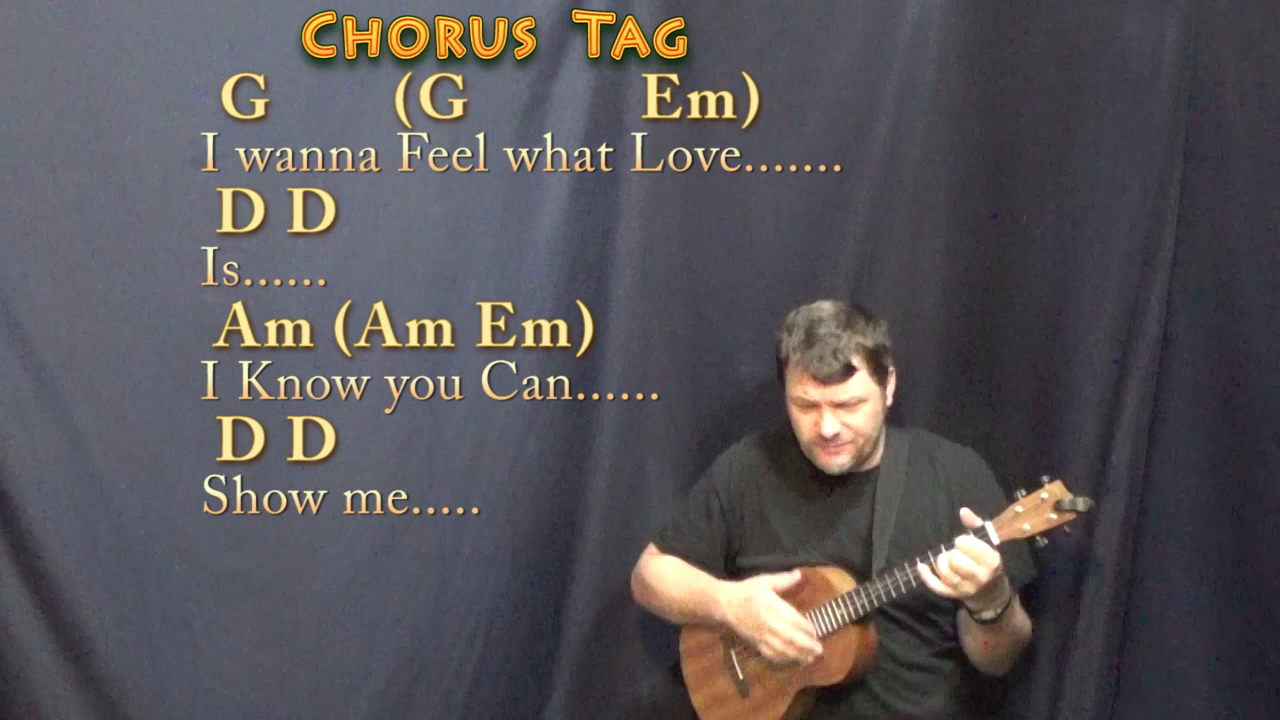 Chorus Tag
G (G Em)
I wanna Feel what Love.......
D D
Is......
Am (Am Em)
I Know you Can......
D D
Show me.....